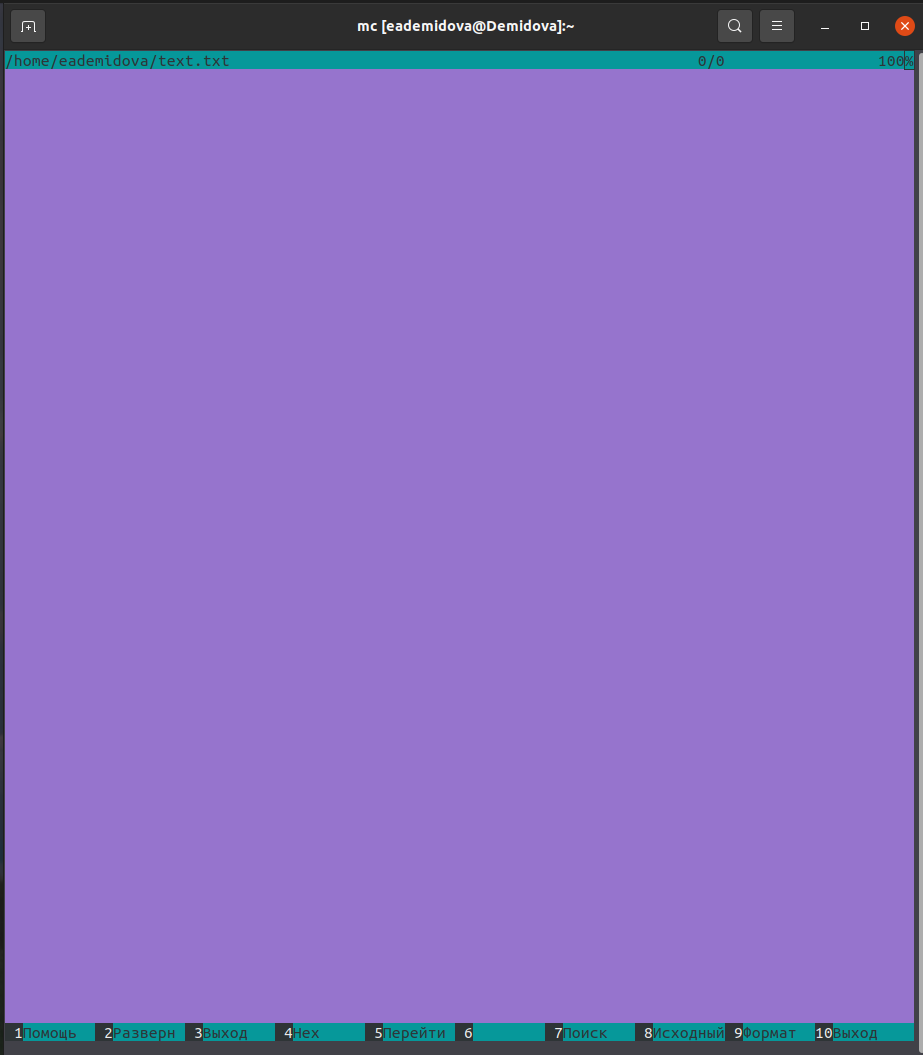 mc [eademidova@Demidova]:~
/home/eademidova/text.txt 0/0 100%
1Помощь 2Разверн 3Выход 4Hex 5Перейти 6 7Поиск 8Исходный 9Формат 10Выход